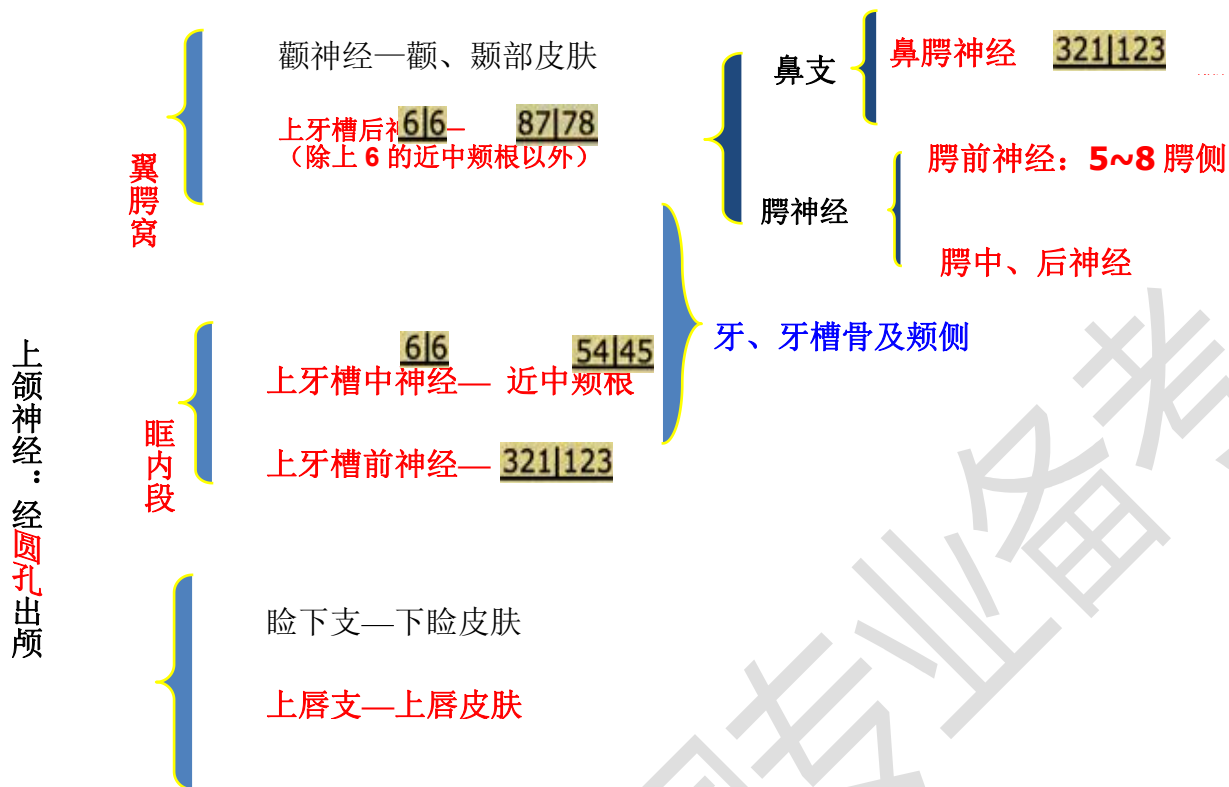 上颌神经：经圆孔出颅
翼腭窝
颧神经—颧、颞部皮肤
上牙槽后 6|6 – 87|78
（除上 6 的近中颊根以外）
鼻支
鼻腭神经 321|123
腭神经
腭前神经：5~8 腭侧
腭中、后神经
眶内段
6|6 54|45
上牙槽中神经— 近中颊根
上牙槽前神经— 321|123
牙、牙槽骨及颊侧
睑下支—下睑皮肤
上唇支—上唇皮肤
专业备考